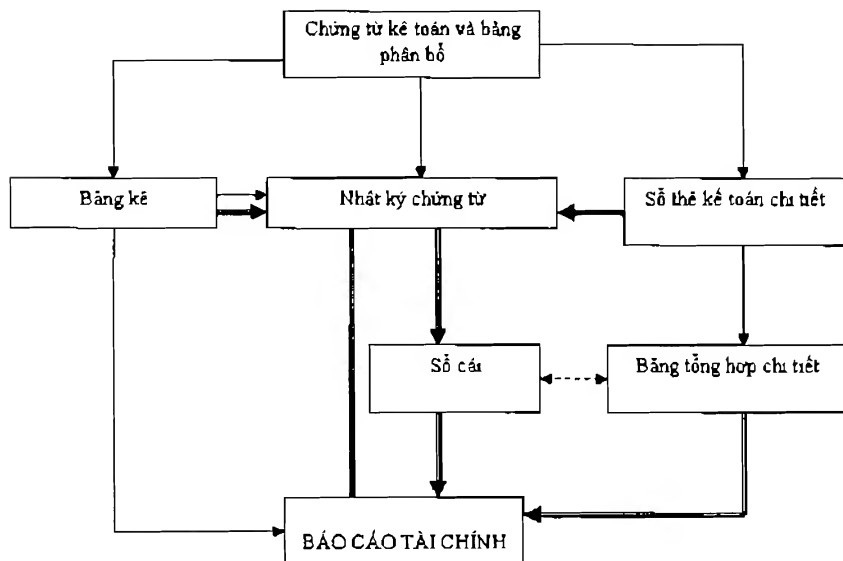 Chứng từ kế toán và bảng
phân bổ
Bảng kê
Nhât ký chứng từ
Sổ thẻ kế toán chi tiết
Sổ cái
Bảng tổng hợp chi tiết
BÁO CÁO TÀI CHÍNH